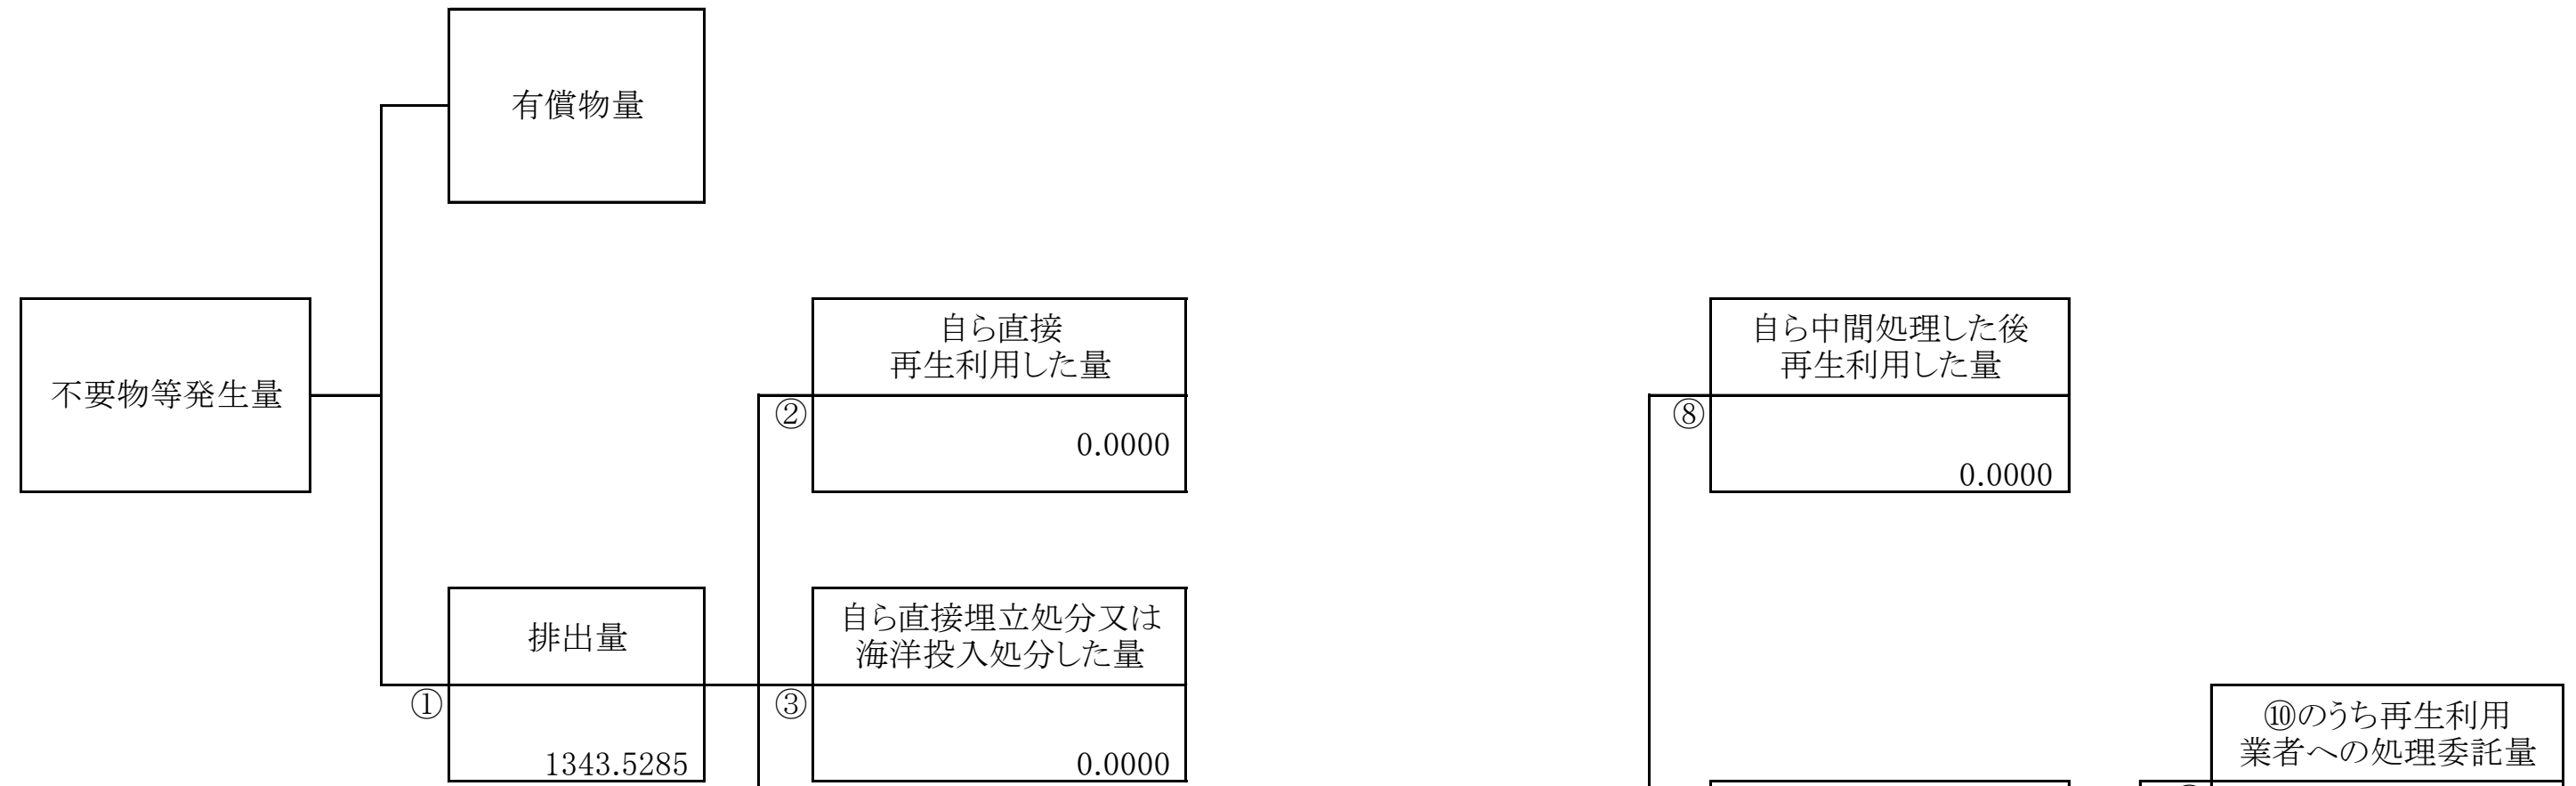 有償物量
不要物等発生量
自ら直接
再生利用した量
②
0.0000
自ら中間処理した後
再生利用した量
⑧
0.0000
排出量
①
1343.5285
自ら直接埋立処分又は
海洋投入処分した量
③
0.0000
⑩のうち再生利用
業者への処理委託量